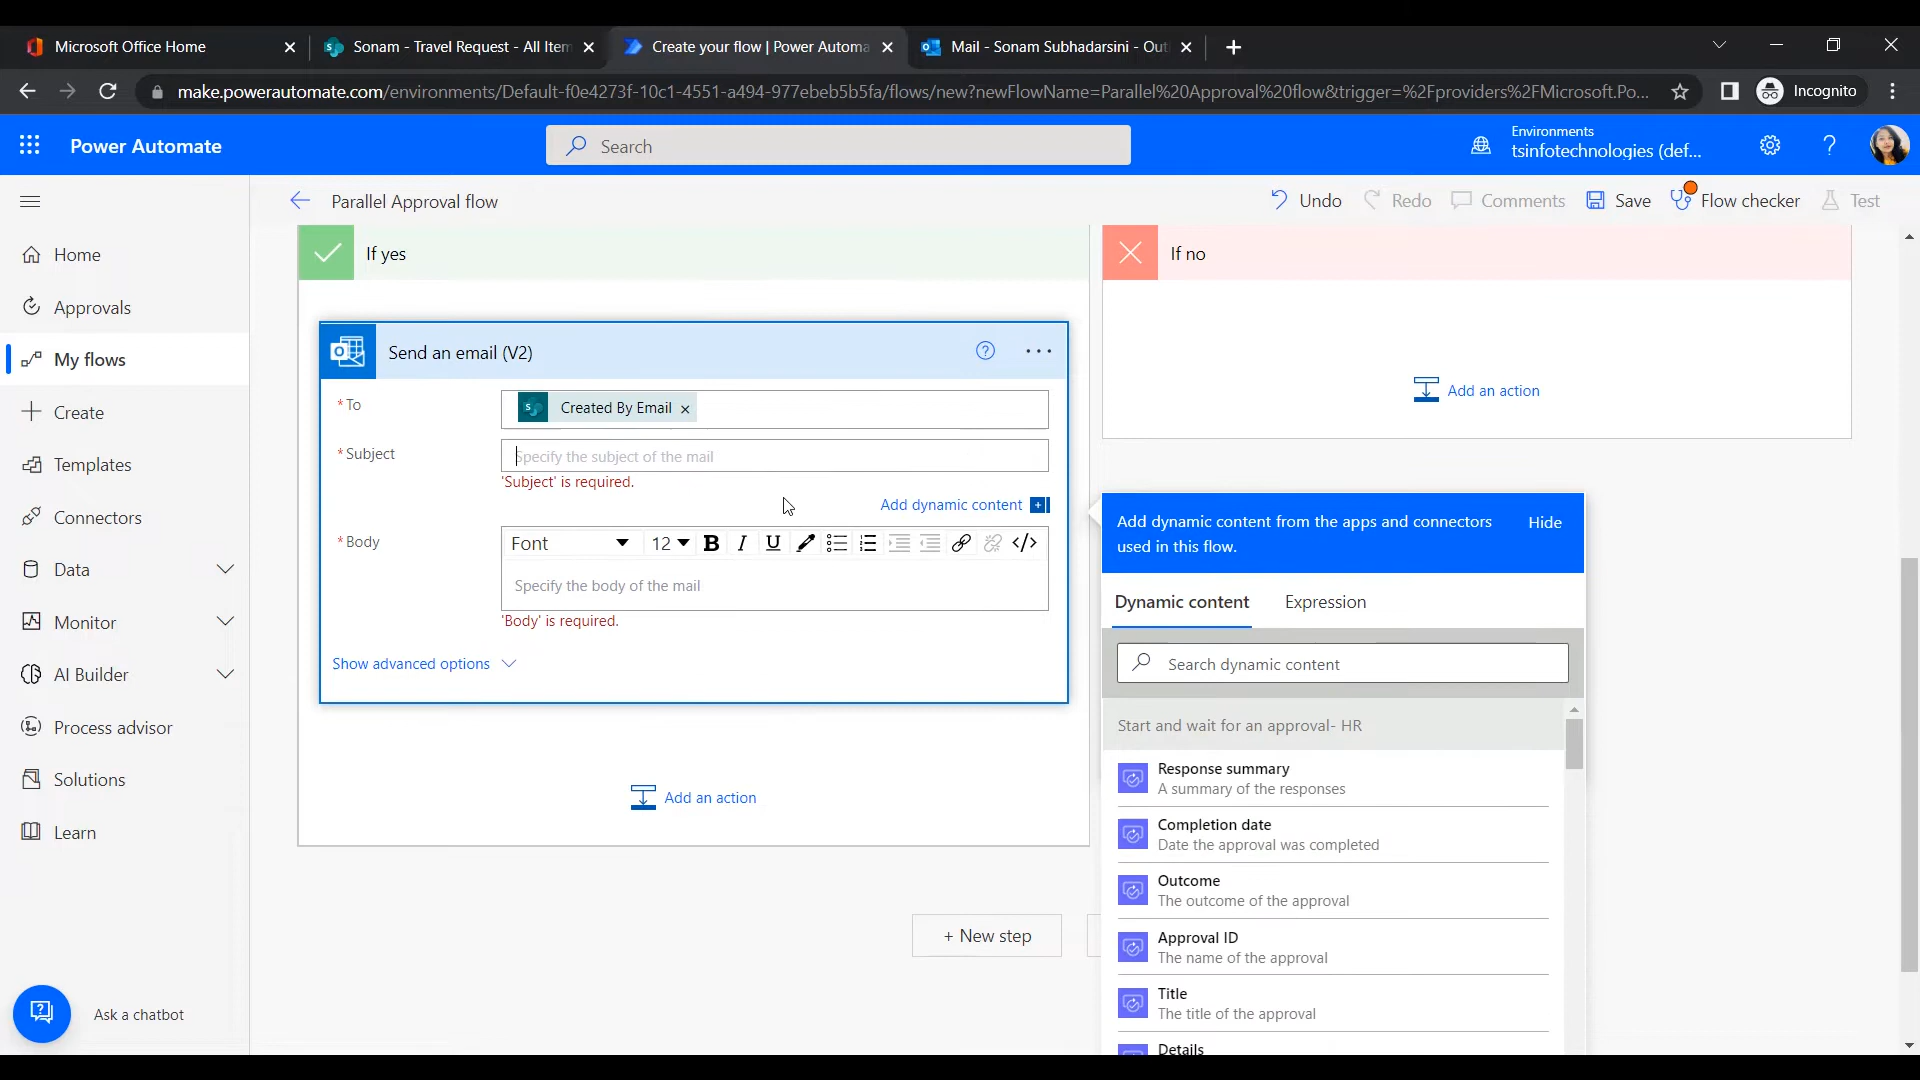 Microsoft Office Home
Sonam - Travel Request - All Item
Create your flow | Power Automa
Mail - Sonam Subhadarsini - Out
make.powerautomate.com/environments/Default-f0e4273f-10c1-4551-a494-977ebeb5b5fa/flows/new?newFlowName=Parallel%20Approval%20flow&trigger=%2Fproviders%2FMicrosoft.Po...
Incognito
Power Automate
Search
Environments
tsinfotechnologies (def...
Parallel Approval flow
Undo
Redo
Comments
Save
Flow checker
Test
Home
Approvals
My flows
Create
Templates
Connectors
Data
Monitor
AI Builder
Process advisor
Solutions
Learn
Ask a chatbot
If yes
Send an email (V2)
* To
Created By Email
* Subject
Specify the subject of the mail
'Subject' is required.
Add dynamic content
* Body
Font
12
B
I
U
Specify the body of the mail
'Body' is required.
Show advanced options
Add an action
If no
Add an action
+ New step
Add dynamic content from the apps and connectors
used in this flow.
Hide
Dynamic content
Expression
Search dynamic content
Start and wait for an approval- HR
Response summary
A summary of the responses
Completion date
Date the approval was completed
Outcome
The outcome of the approval
Approval ID
The name of the approval
Title
The title of the approval
Details